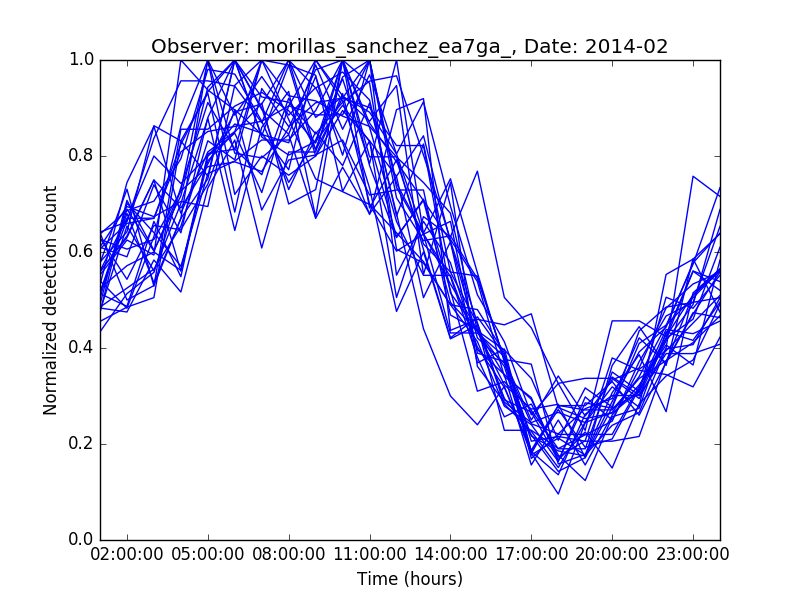 Observer: morillas_sanchez_ea7ga_, Date: 2014-02
1.0
0.8
0.6
0.4
0.2
0.0
Normalized detection count
02:00:00 05:00:00 08:00:00 11:00:00 14:00:00 17:00:00 20:00:00 23:00:00
Time (hours)